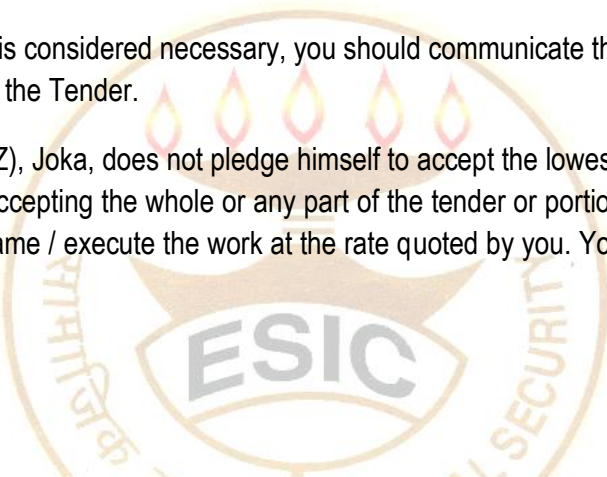 is considered necessary, you should communicate th
the Tender.
Z), Joka, does not pledge himself to accept the lowes
ccepting the whole or any part of the tender or portio
ame / execute the work at the rate quoted by you. Yo
ESIC
सामाजिक
SECURITY